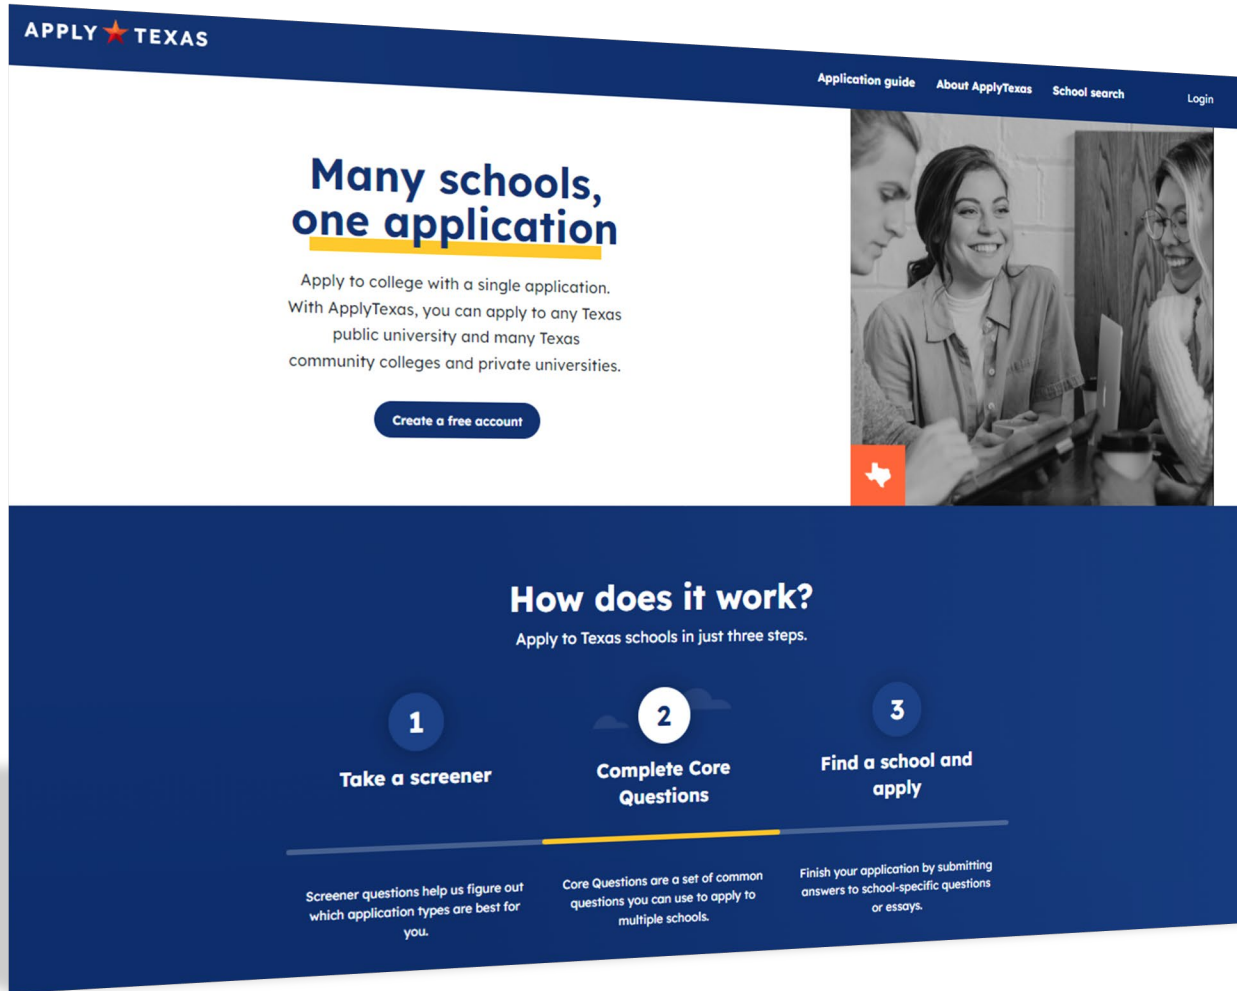 APPLY TEXAS
Application guide About ApplyTexas School search Login
Many schools,
one application
Apply to college with a single application.
With ApplyTexas, you can apply to any Texas
public university and many Texas
community colleges and private universities.
Create a free account
How does it work?
Apply to Texas schools in just three steps.
1
Take a screener
Screener questions help us figure out
which application types are best for
you.
2
Complete Core
Questions
Core Questions are a set of common
questions you can use to apply to
multiple schools.
3
Find a school and
apply
Finish your application by submitting
answers to school-specific questions
or essays.